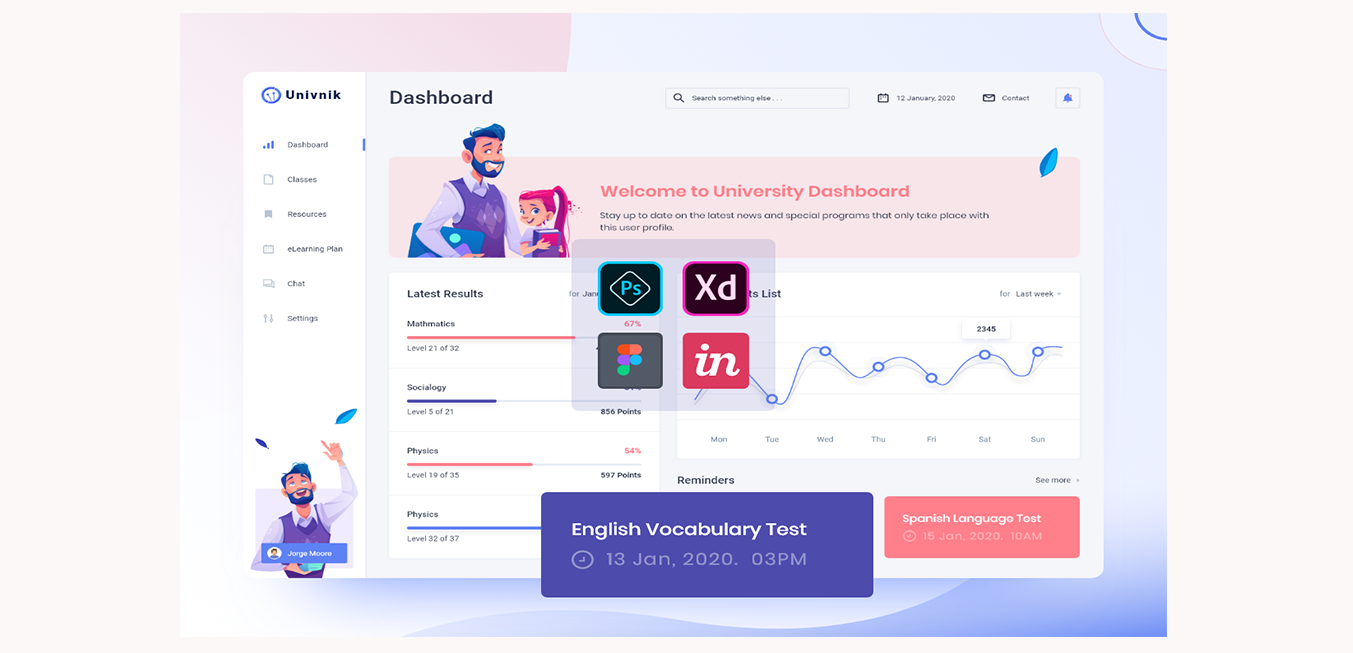 Univnik
Dashboard
Search something else . . .
12 January, 2020
Contact
Dashboard
Classes
Resources
eLearning Plan
Chat
Settings
Jorge Moore
Welcome to University Dashboard
Stay up to date on the latest news and special programs that only take place with
this user profilo.
Latest Results
for
Mathmatics
67%
Level 21 of 32
Socialogy
Level 5 of 21
856 Points
Physics
54%
Level 19 of 35
597 Points
Physics
Level 32 of 37
Ps
Xd
in
List
for Last week
2345
Mon
Tue
Wed
Thu
Fri
Sat
Sun
Reminders
See more
English Vocabulary Test
13 Jan, 2020. 03PM
Spanish Language Test
15 Jan, 2020. 10AM